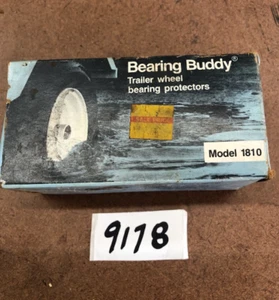 Bearing Buddy®
Trailer wheel
bearing protectors
Model 1810
9178